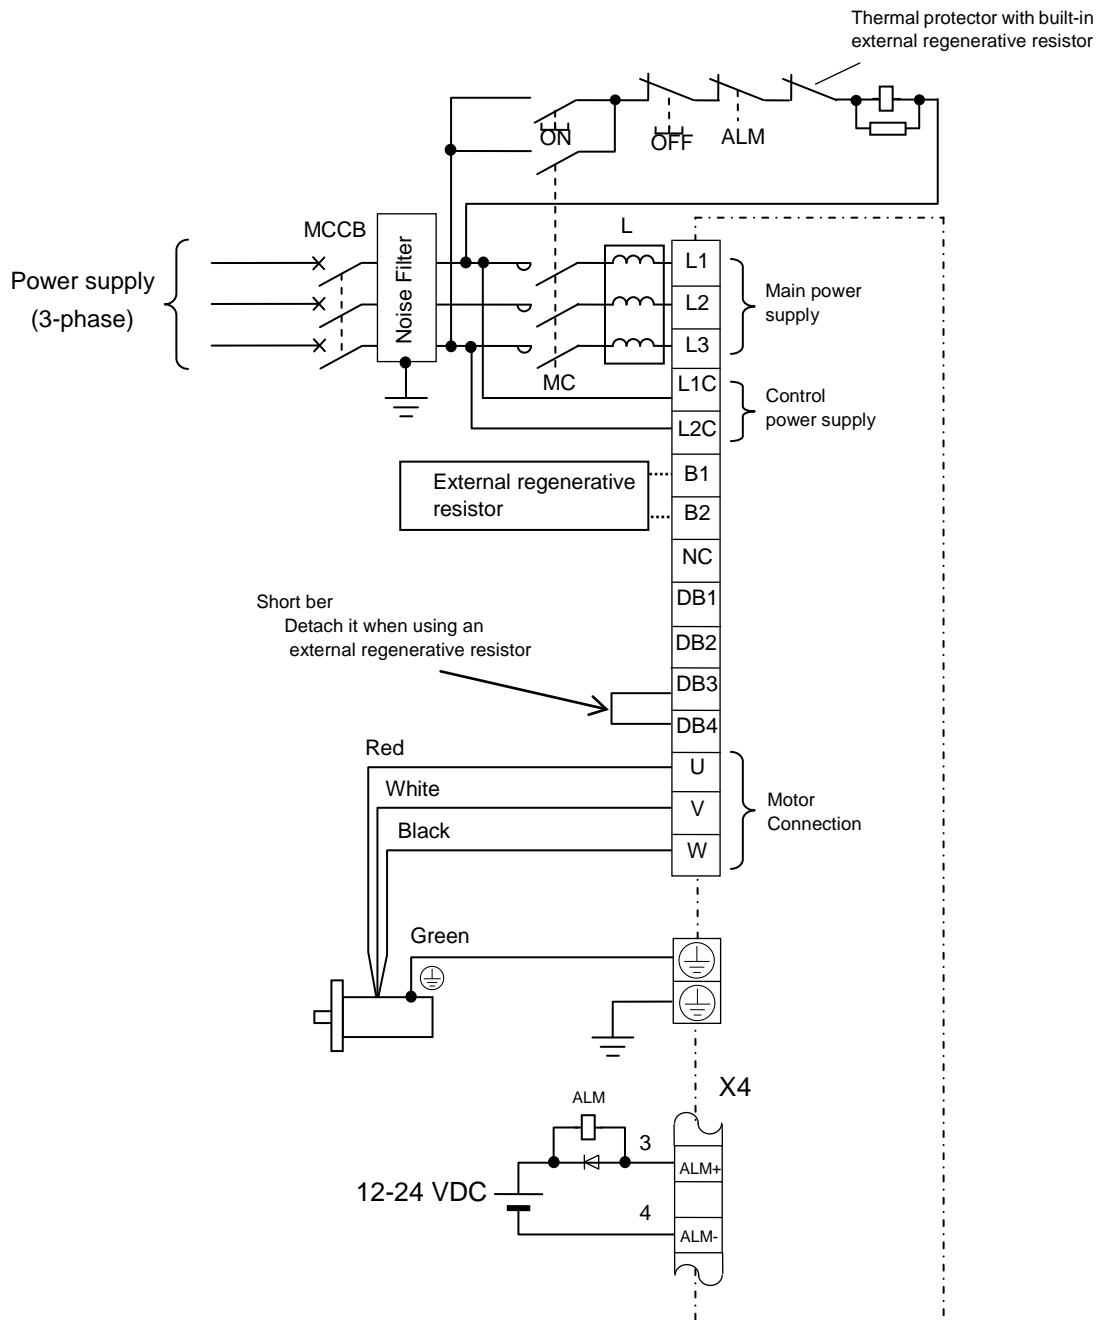 Thermal protector with built-in
external regenerative resistor
ON
OFF
ALM
MCCB
Noise Filter
L
Power supply
(3-phase)
MC
L1
L2
L3
L1C
L2C
B1
B2
NC
DB1
DB2
DB3
DB4
U
V
W
Main power
supply
Control
power supply
External regenerative
resistor
Short ber
Detach it when using an
external regenerative resistor
Red
White
Black
Motor
Connection
Green
X4
ALM
3
ALM+
12-24 VDC
4
ALM-